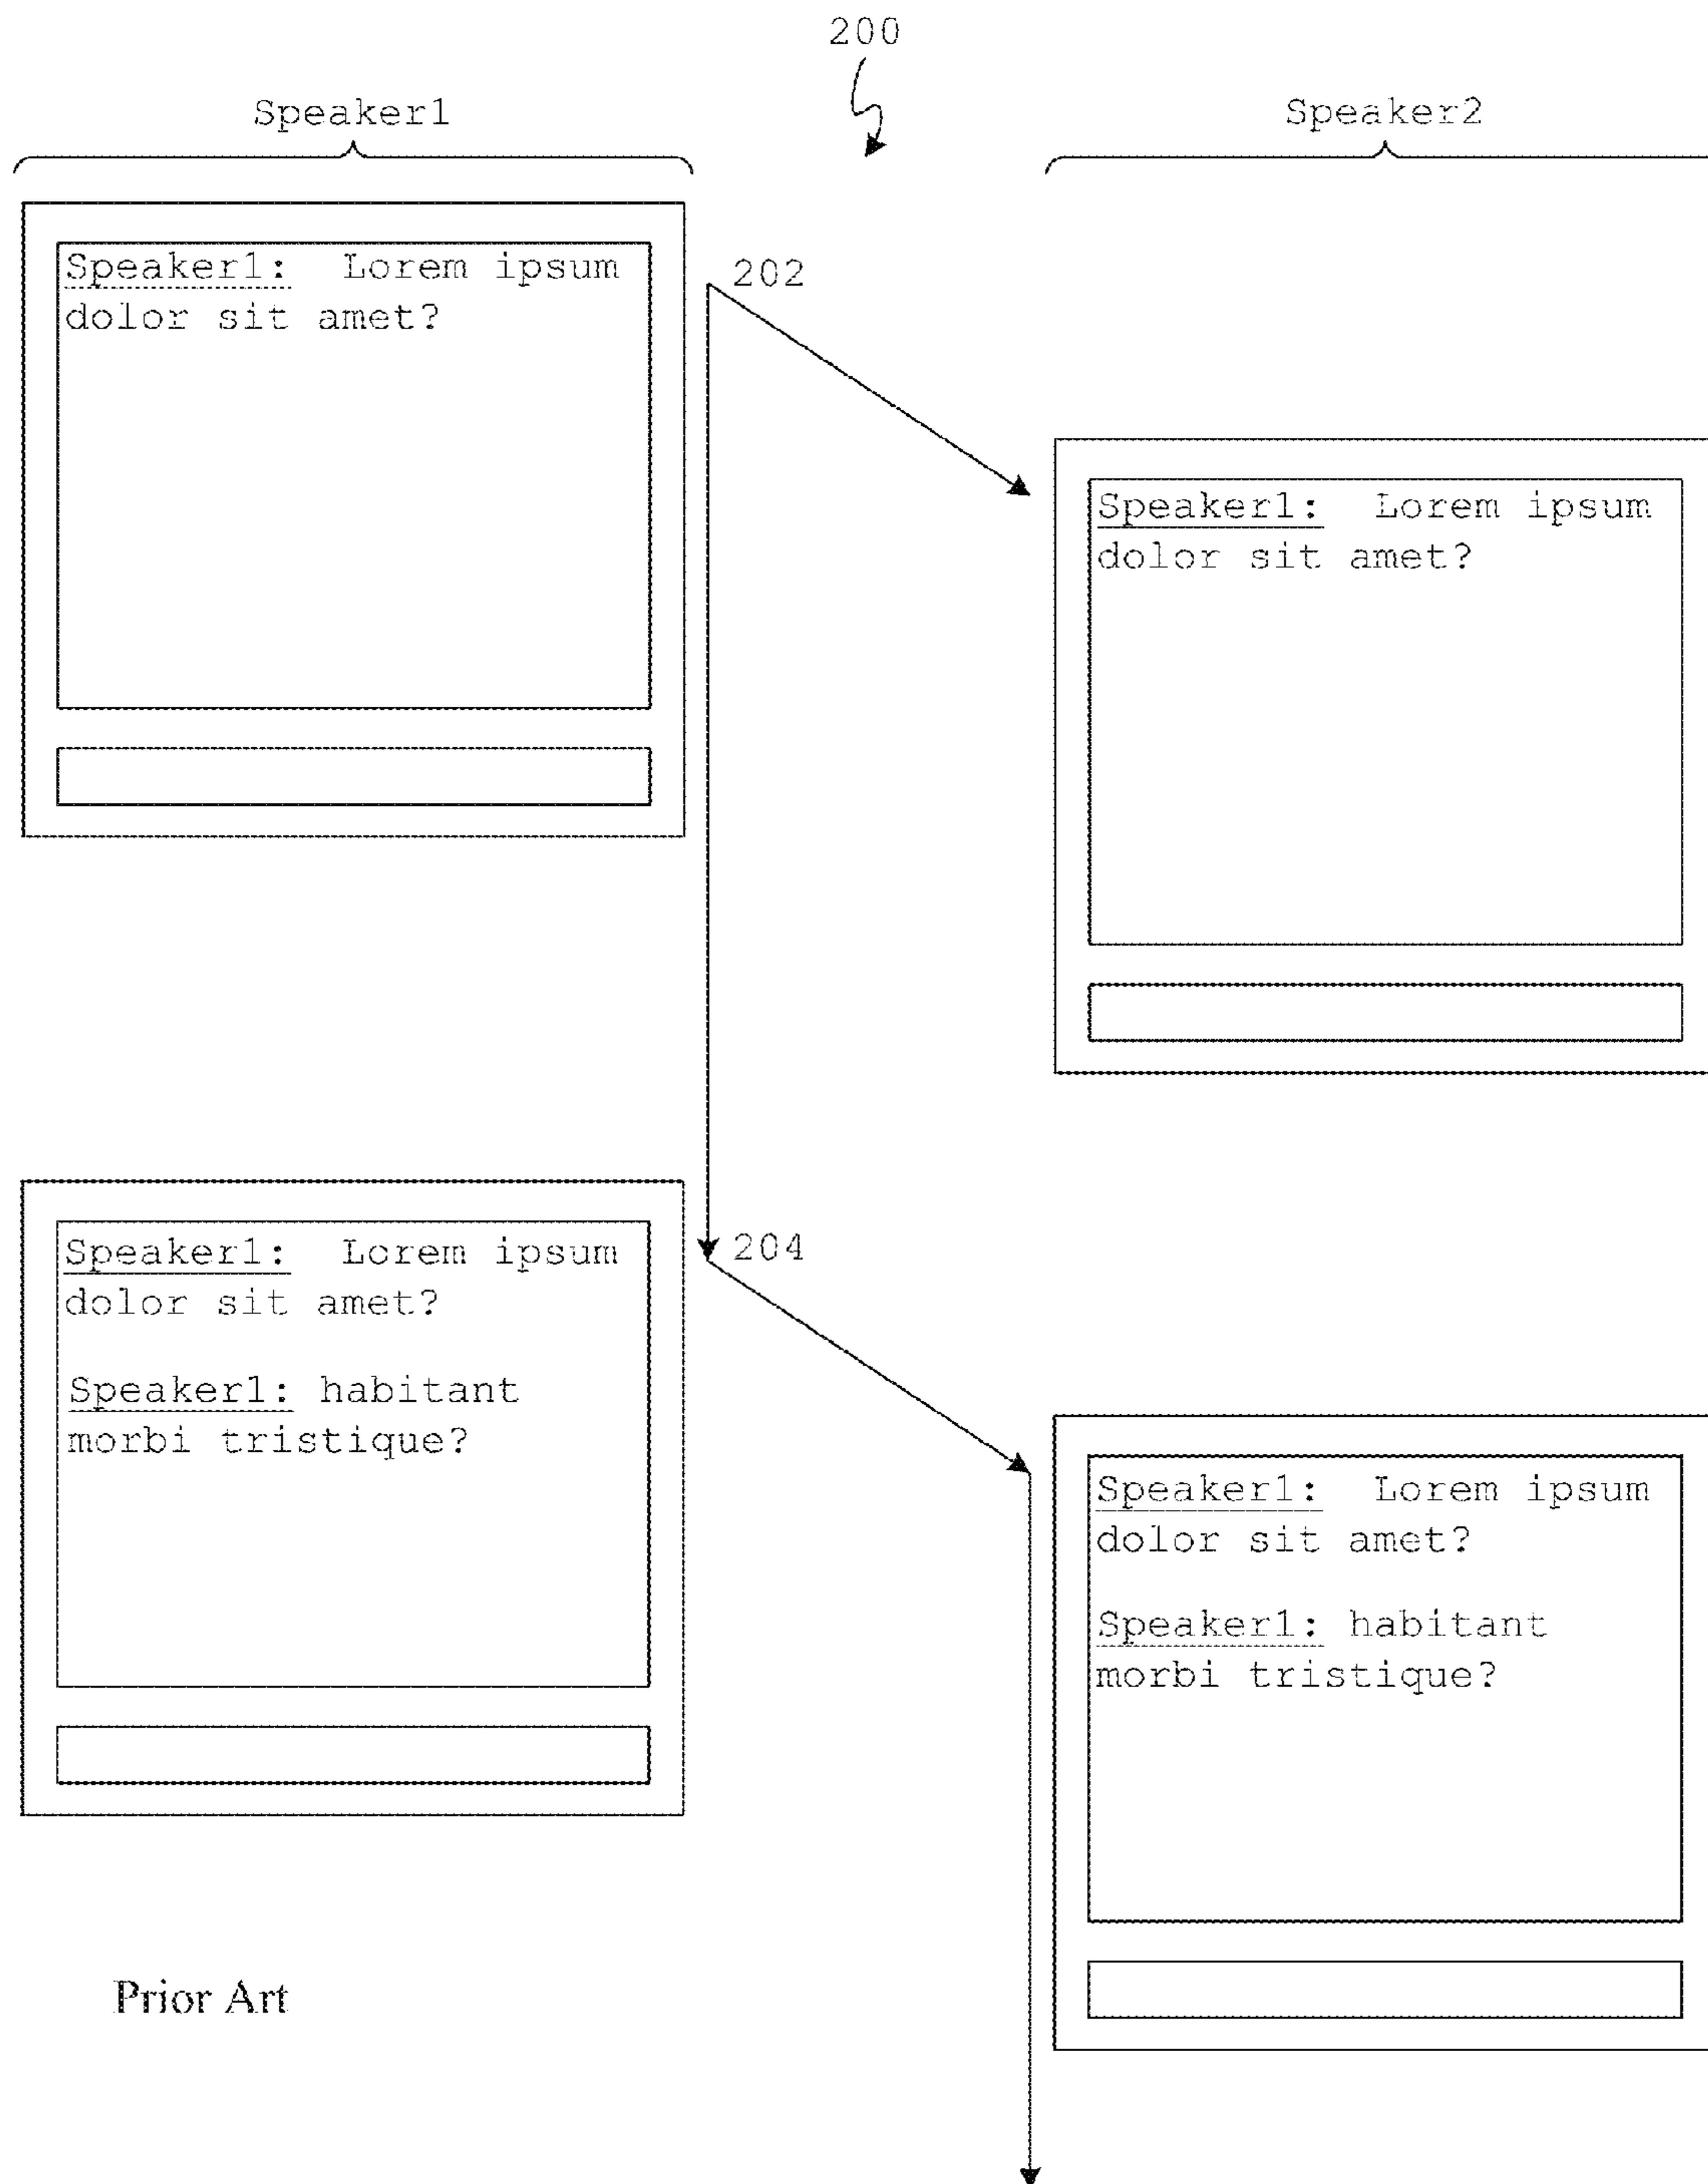 200
Speaker1
Speaker2
Speaker1:  Lorem ipsum
dolor sit amet?
202
Speaker1:  Lorem ipsum
dolor sit amet?
Speaker1:  Lorem ipsum
dolor sit amet?
Speaker1: habitant
morbi tristique?
204
Speaker1:  Lorem ipsum
dolor sit amet?
Speaker1: habitant
morbi tristique?
Prior Art